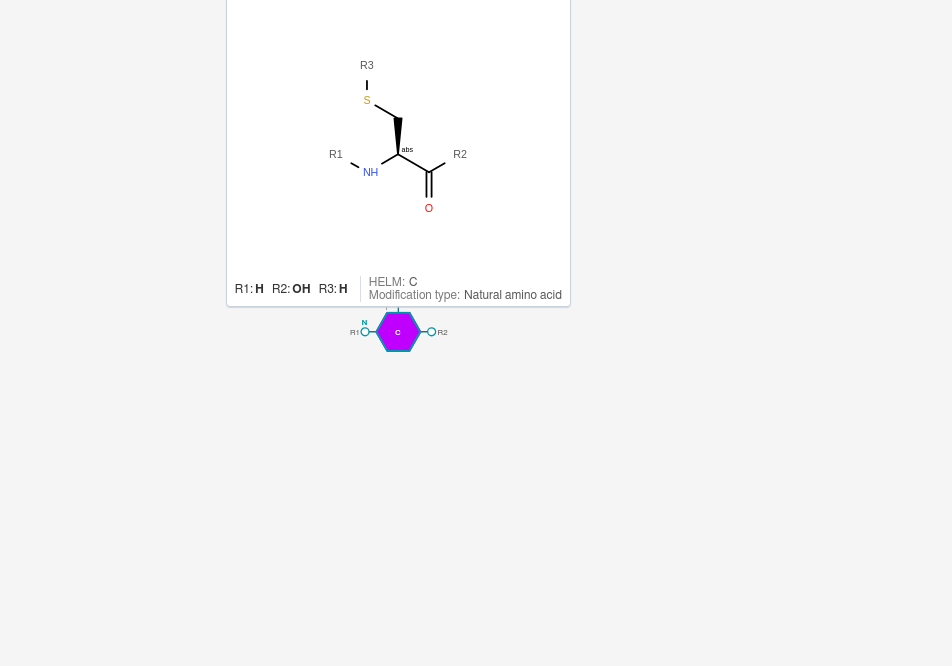 R3
S
abs
R1
R2
NH
O
R1: H R2: OH R3: H
HELM: C
Modification type: Natural amino acid
N
R1
C
R2